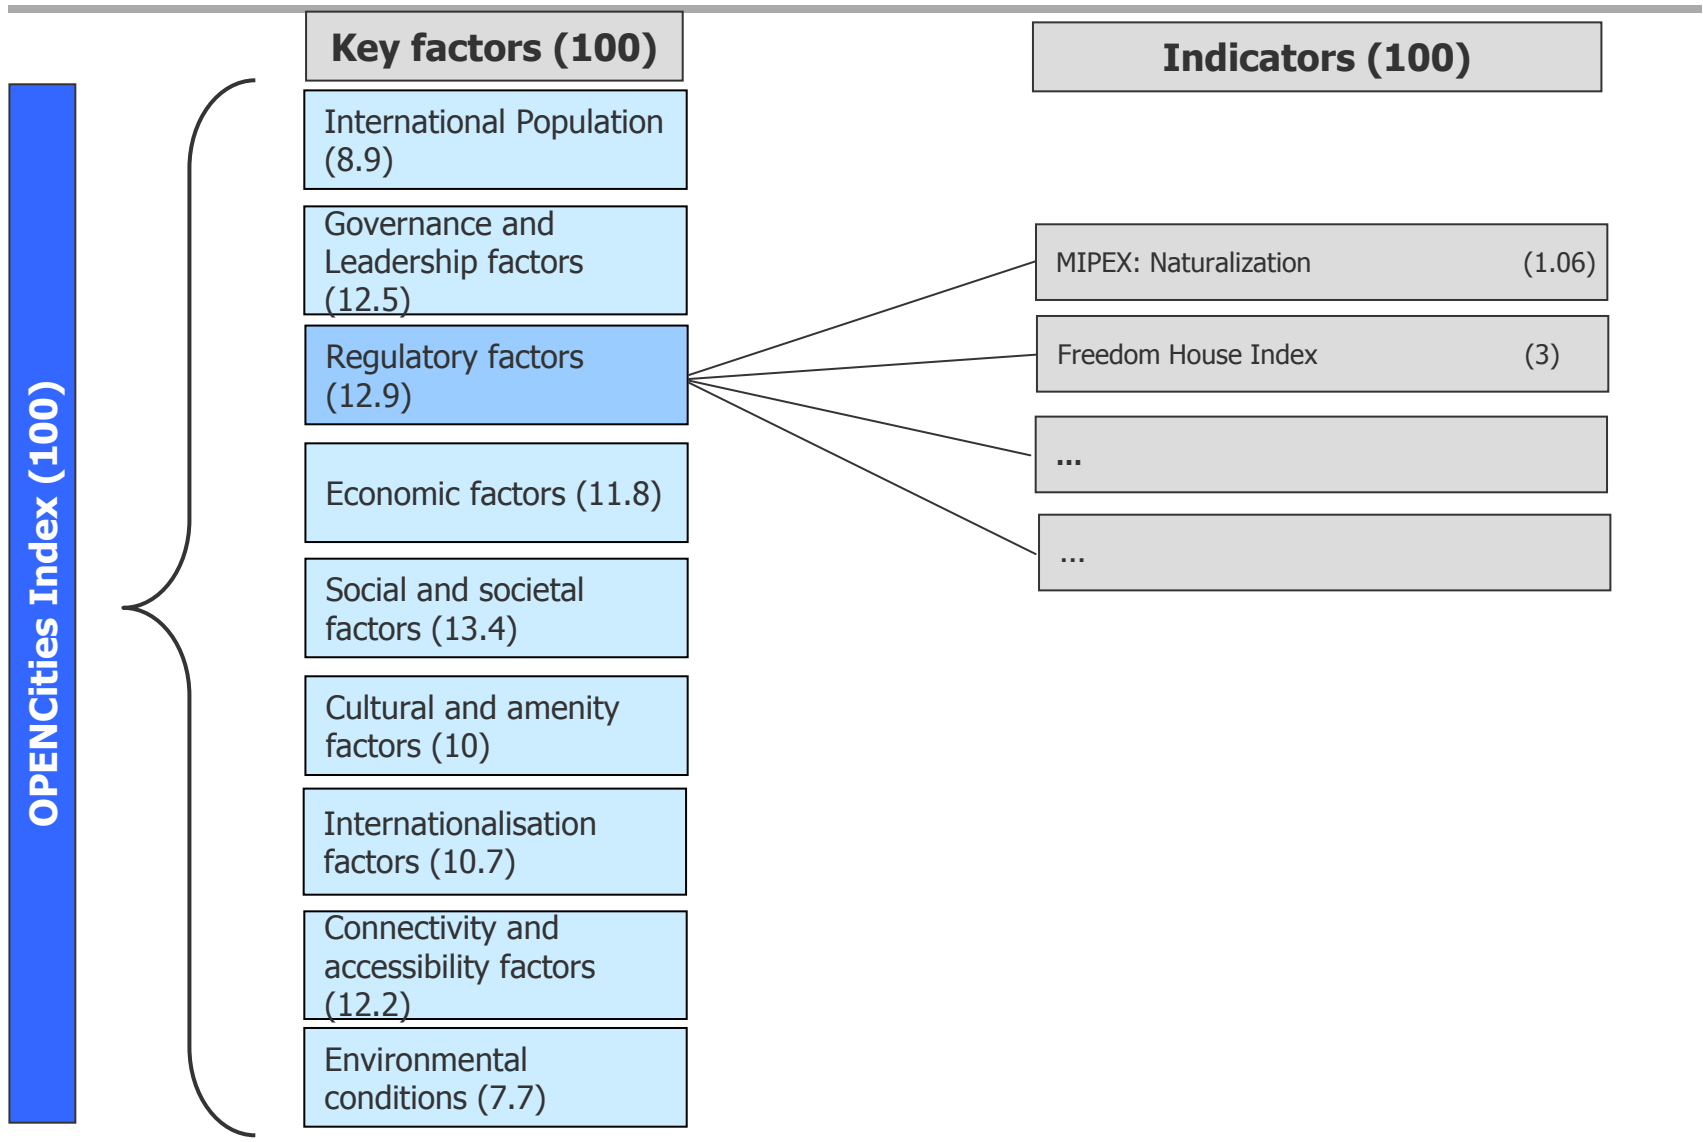 OPENCities Index (100)
Key factors (100)
International Population
(8.9)
Governance and
Leadership factors
(12.5)
Regulatory factors
(12.9)
Economic factors (11.8)
Social and societal
factors (13.4)
Cultural and amenity
factors (10)
Internationalisation
factors (10.7)
Connectivity and
accessibility factors
(12.2)
Environmental
conditions (7.7)
Indicators (100)
MIPEX: Naturalization (1.06)
Freedom House Index (3)
...
...